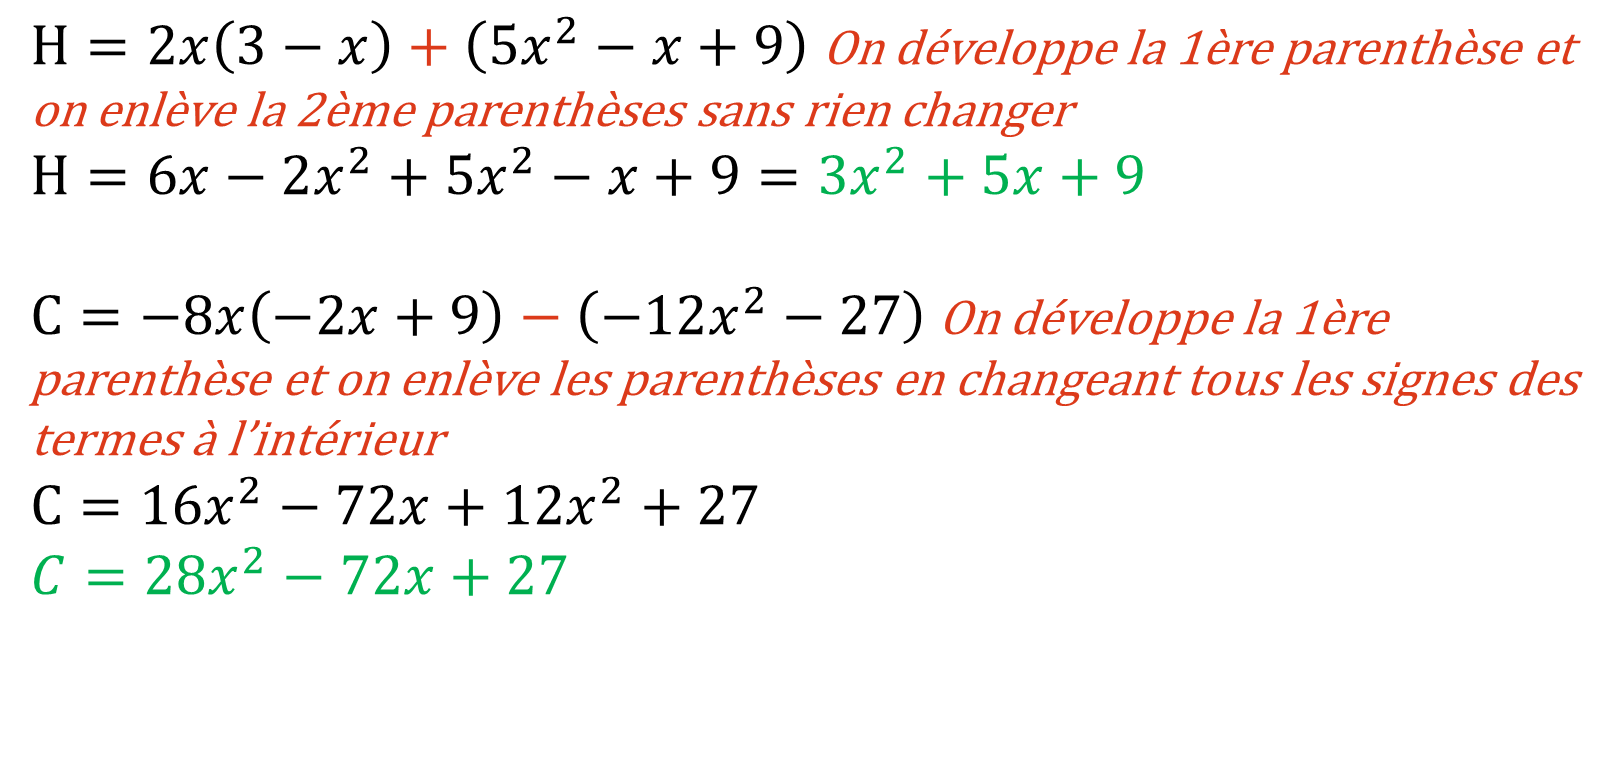 H = 2x(3 − x) + (5x² − x + 9) On développe la 1ère parenthèse et
on enlève la 2ème parenthèses sans rien changer
H = 6x − 2x² + 5x² − x + 9 = 3x² + 5x + 9
C = −8x(−2x + 9) − (−12x² − 27) On développe la 1ère
parenthèse et on enlève les parenthèses en changeant tous les signes des
termes à l’intérieur
C = 16x² − 72x + 12x² + 27
C = 28x² − 72x + 27